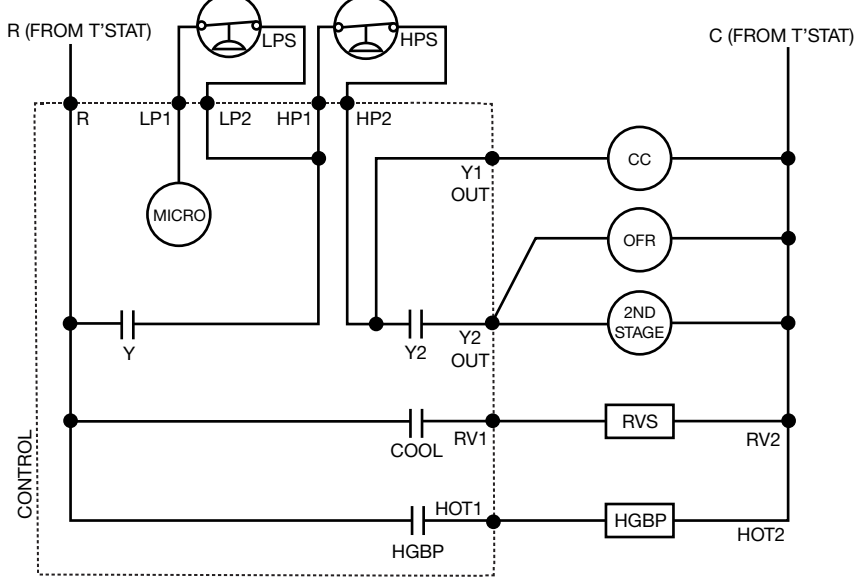 R (FROM T'STAT)
LPS
HPS
C (FROM T'STAT)
R
LP1
LP2
HP1
HP2
MICRO
Y1
OUT
CC
OFR
Y
Y2
Y2
OUT
2ND
STAGE
COOL
RV1
RVS
RV2
CONTROL
HGBP
HOT1
HGBP
HOT2